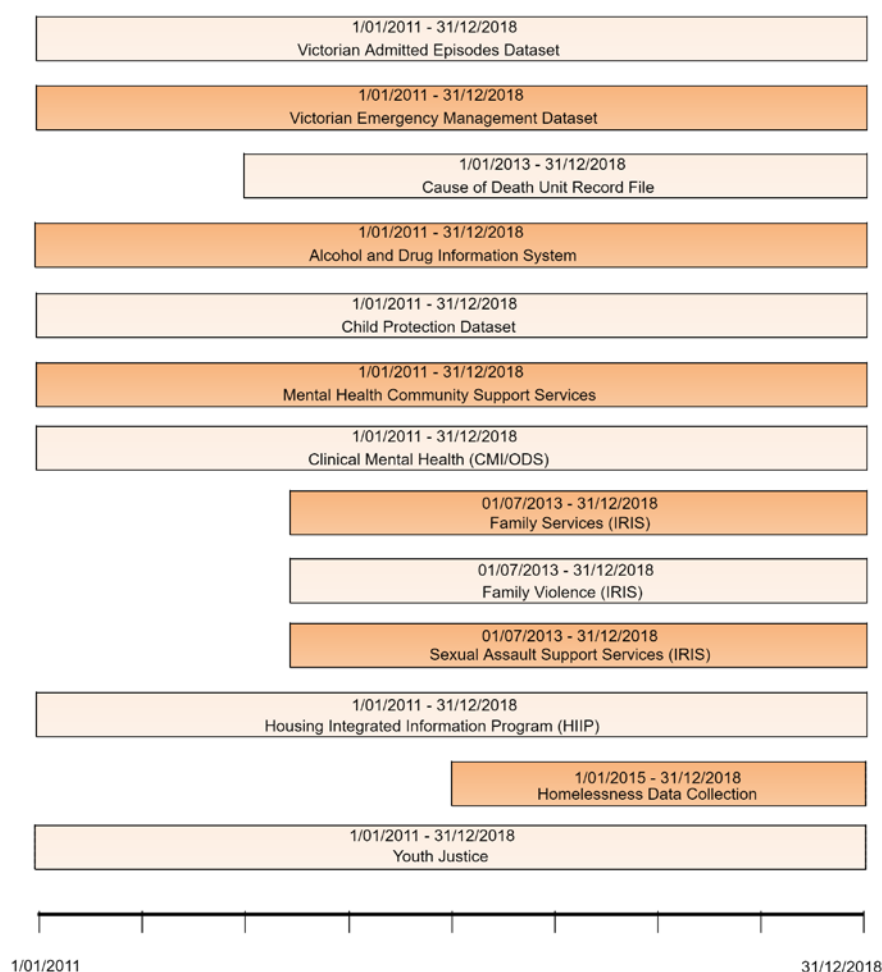 1/01/2011 - 31/12/2018
Victorian Admitted Episodes Dataset
1/01/2011 - 31/12/2018
Victorian Emergency Management Dataset
1/01/2013 - 31/12/2018
Cause of Death Unit Record File
1/01/2011 - 31/12/2018
Alcohol and Drug Information System
1/01/2011 - 31/12/2018
Child Protection Dataset
1/01/2011 - 31/12/2018
Mental Health Community Support Services
1/01/2011 - 31/12/2018
Clinical Mental Health (CMI/ODS)
01/07/2013 - 31/12/2018
Family Services (IRIS)
01/07/2013 - 31/12/2018
Family Violence (IRIS)
01/07/2013 - 31/12/2018
Sexual Assault Support Services (IRIS)
1/01/2011 - 31/12/2018
Housing Integrated Information Program (HIIP)
1/01/2015 - 31/12/2018
Homelessness Data Collection
1/01/2011 - 31/12/2018
Youth Justice
1/01/2011
31/12/2018